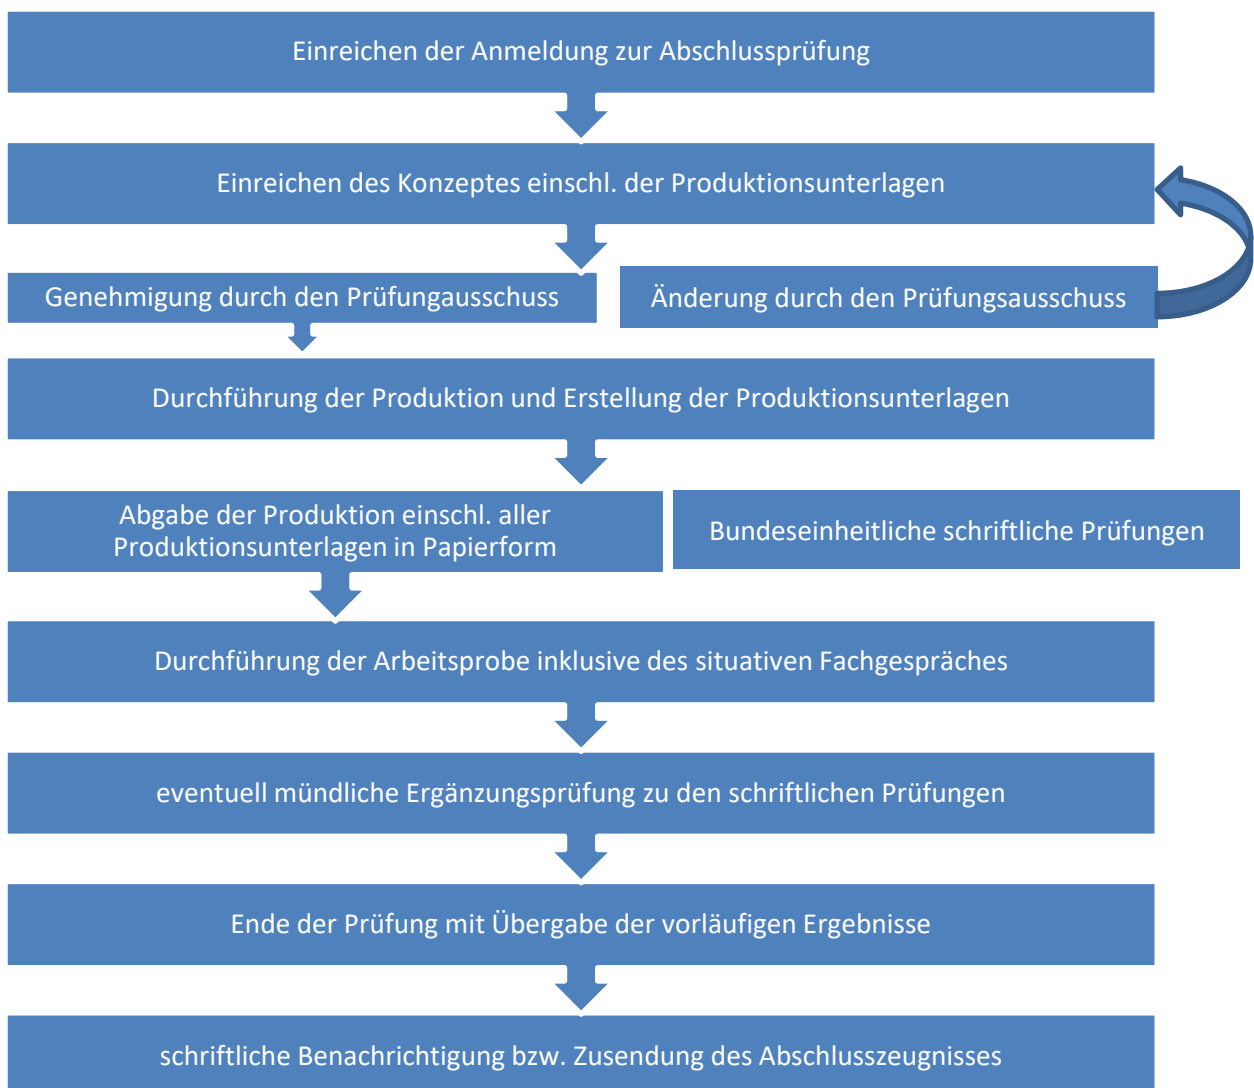 Einreichen der Anmeldung zur Abschlussprüfung
Einreichen des Konzeptes einschl. der Produktionsunterlagen
Genehmigung durch den Prüfungausschuss
Änderung durch den Prüfungsausschuss
Durchführung der Produktion und Erstellung der Produktionsunterlagen
Abgabe der Produktion einschl. aller
Produktionsunterlagen in Papierform
Bundeseinheitliche schriftliche Prüfungen
Durchführung der Arbeitsprobe inklusive des situativen Fachgespräches
eventuell mündliche Ergänzungsprüfung zu den schriftlichen Prüfungen
Ende der Prüfung mit Übergabe der vorläufigen Ergebnisse
schriftliche Benachrichtigung bzw. Zusendung des Abschlusszeugnisses